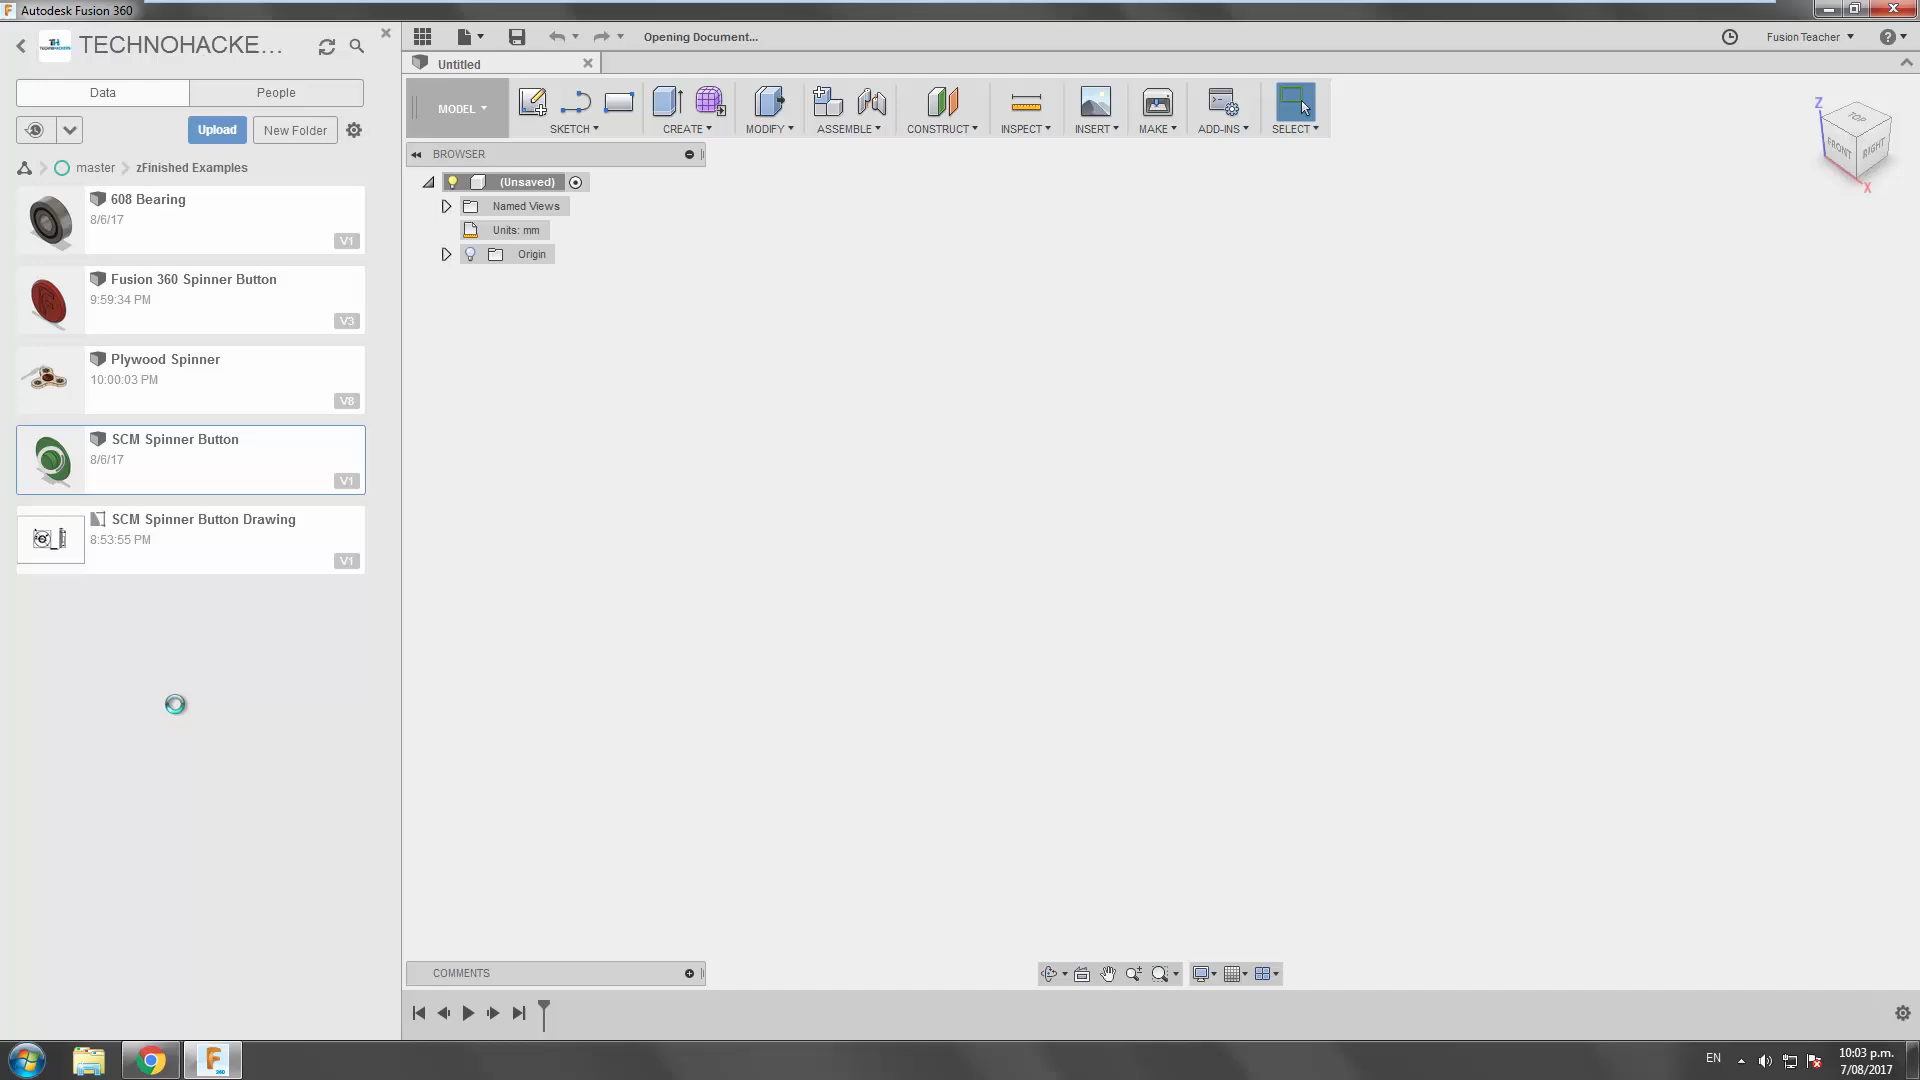 Autodesk Fusion 360
TECHNOHACKE...
Data
People
Upload
New Folder
master
zFinished Examples
608 Bearing
8/6/17
V1
Fusion 360 Spinner Button
9:59:34 PM
V3
Plywood Spinner
10:00:03 PM
V8
SCM Spinner Button
8/6/17
V1
SCM Spinner Button Drawing
8:53:55 PM
V1
Opening Document...
Fusion Teacher
Untitled
MODEL
SKETCH
CREATE
MODIFY
ASSEMBLE
CONSTRUCT
INSPECT
INSERT
MAKE
ADD-INS
SELECT
BROWSER
(Unsaved)
Named Views
Units: mm
Origin
Z
TOP
FRONT
RIGHT
X
COMMENTS
EN
10:03 p.m.
7/08/2017